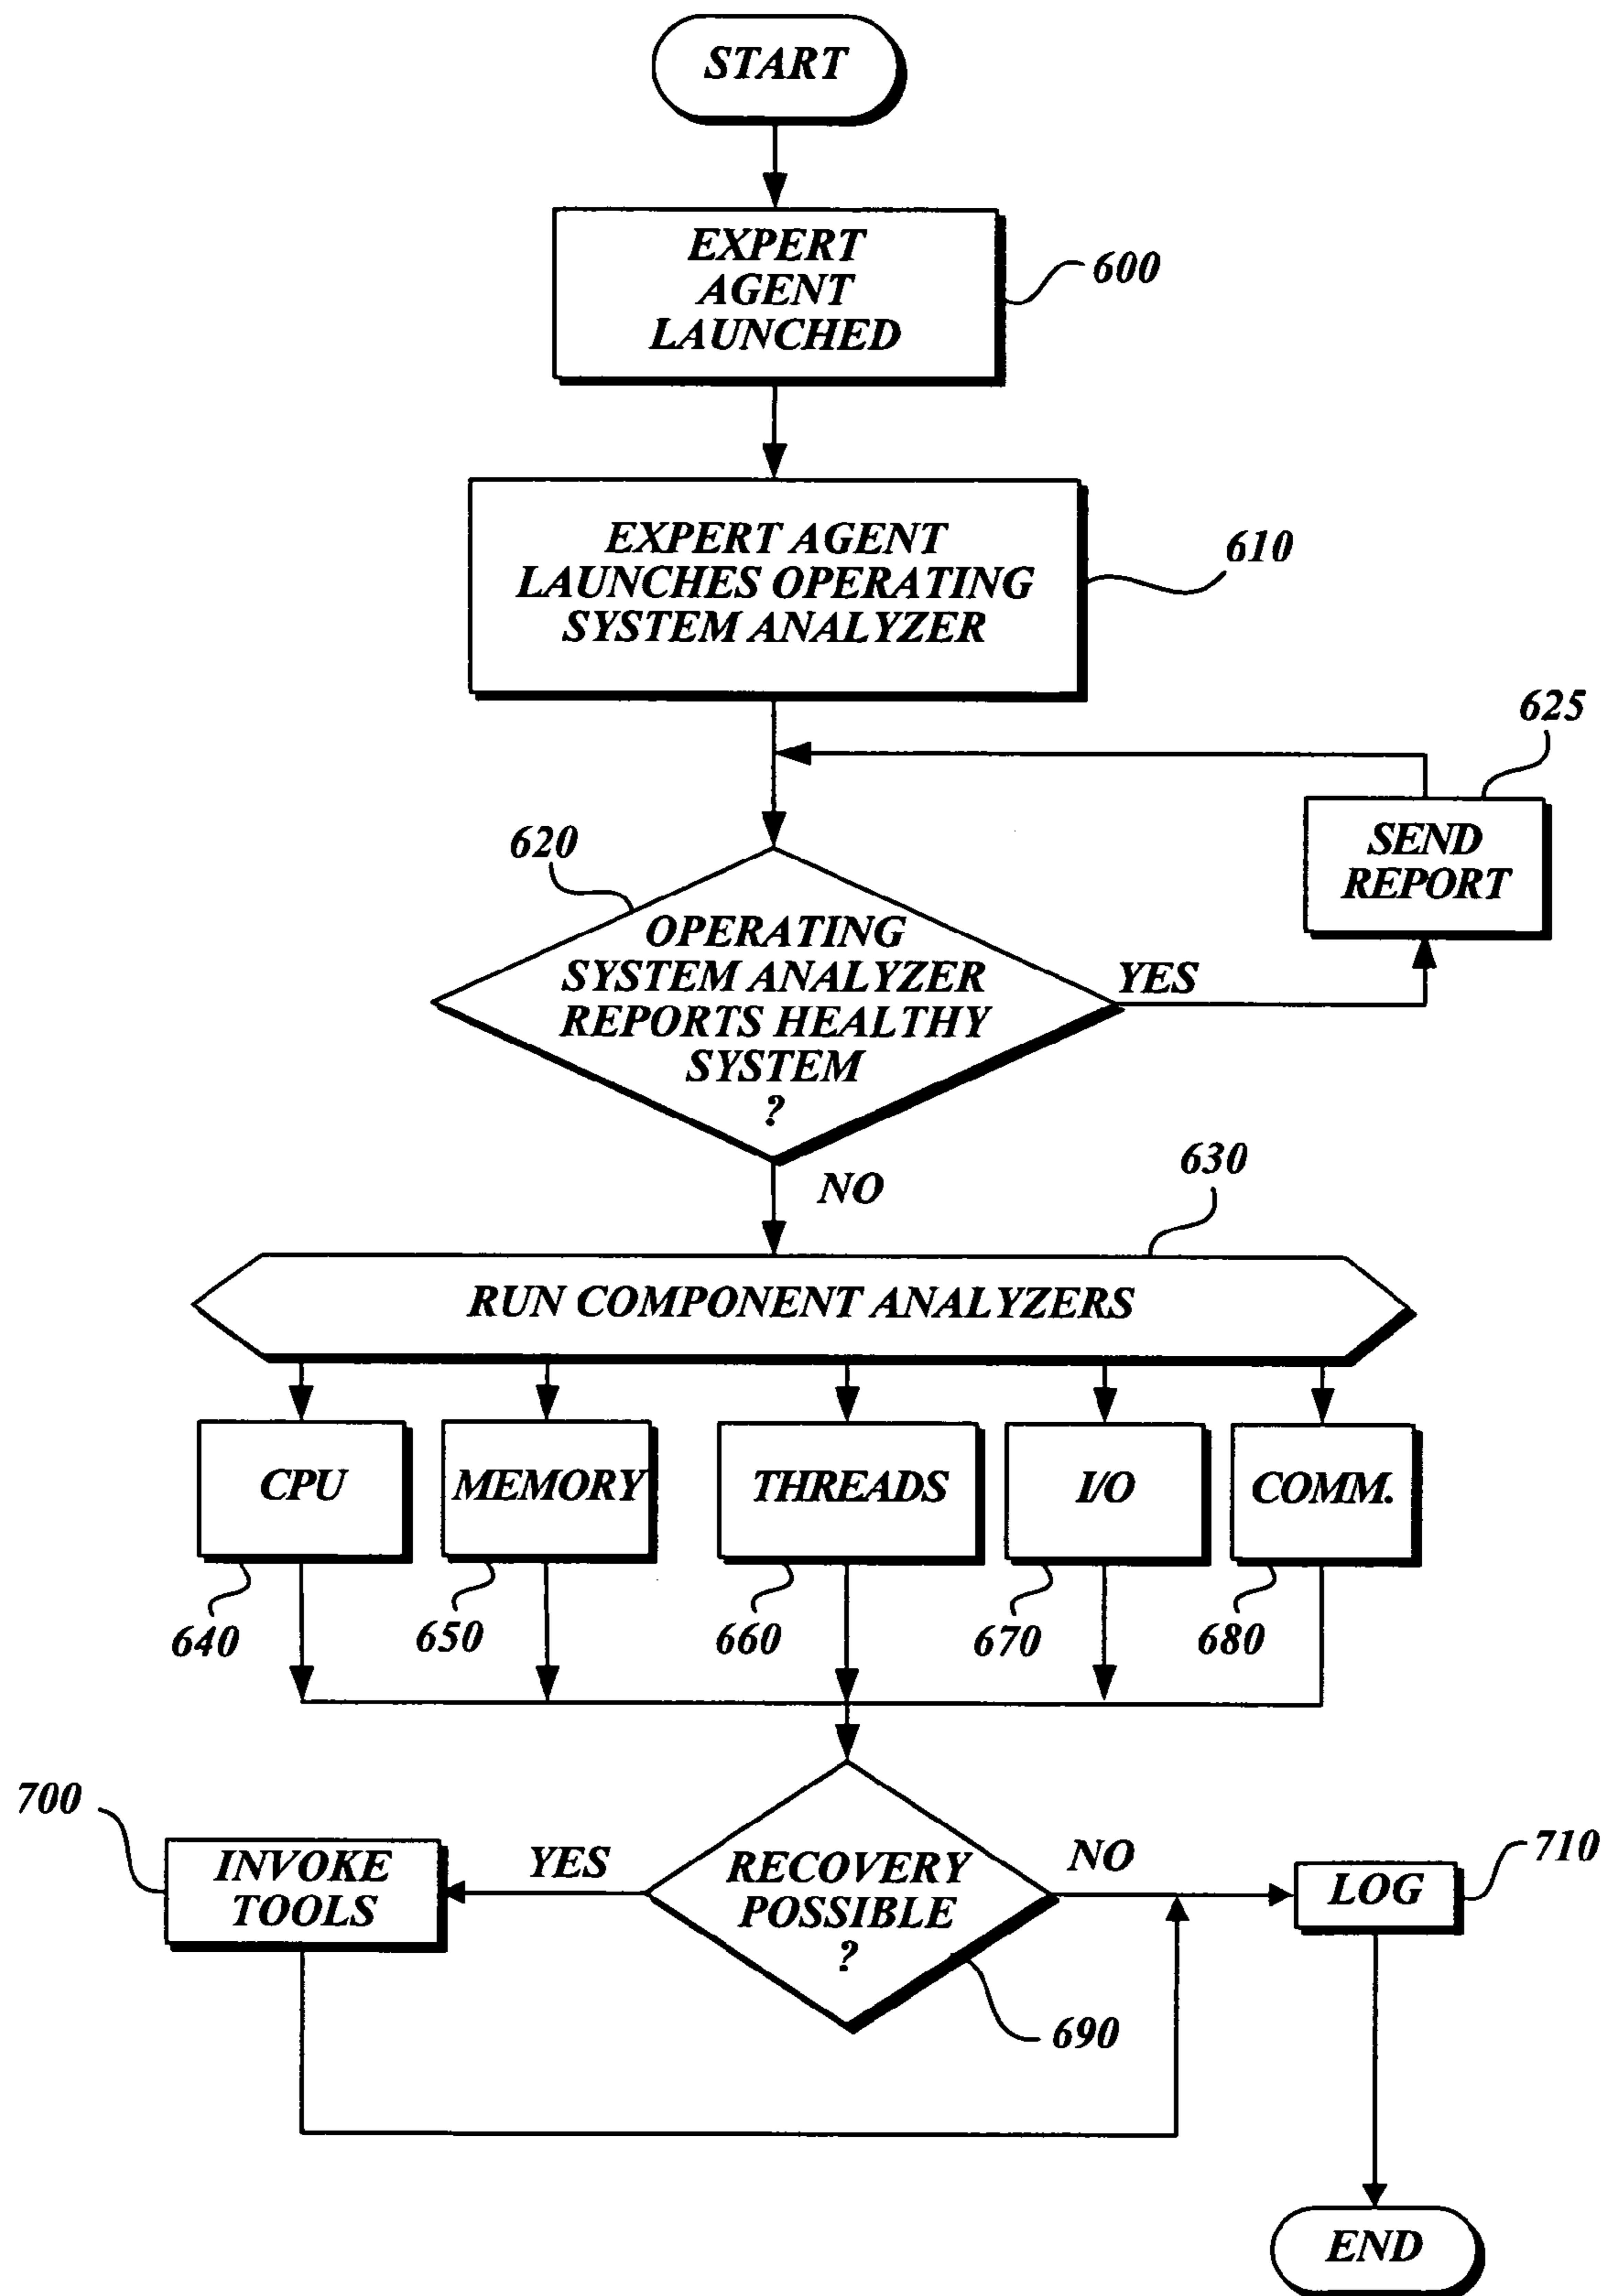 START
EXPERT
AGENT
LAUNCHED
600
EXPERT AGENT
LAUNCHES OPERATING
SYSTEM ANALYZER
610
625
SEND
REPORT
620
OPERATING
SYSTEM ANALYZER
REPORTS HEALTHY
SYSTEM
?
YES
NO
630
RUN COMPONENT ANALYZERS
CPU
MEMORY
THREADS
I/O
COMM.
640
650
660
670
680
700
INVOKE
TOOLS
YES
RECOVERY
POSSIBLE
?
NO
LOG
710
690
END